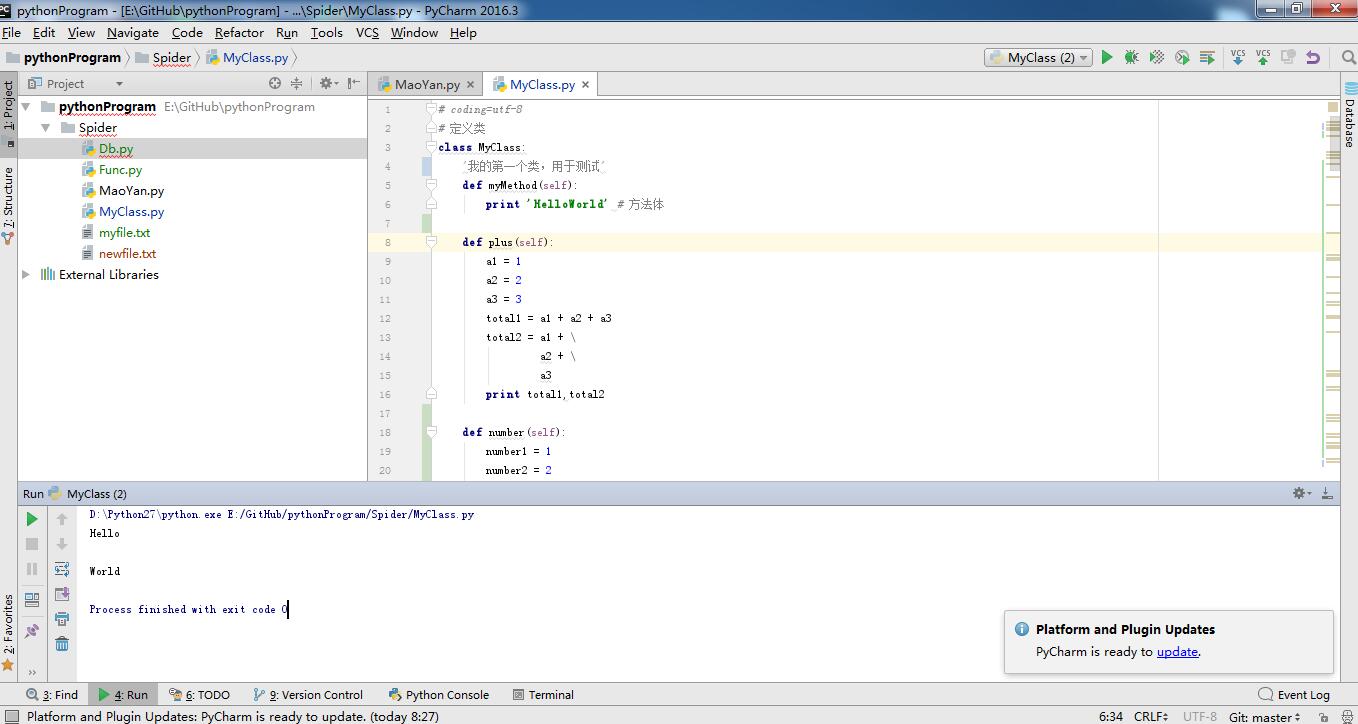 PC pythonProgram - [E:\GitHub\pythonProgram] - ...\Spider\MyClass.py - PyCharm 2016.3
File Edit View Navigate Code Refactor Run Tools VCS Window Help
pythonProgram Spider MyClass.py MyClass (2) VCS VCS
1: Project
7: Structure
2: Favorites
Database
Project
pythonProgram E:\GitHub\pythonProgram
Spider
Db.py
Func.py
MaoYan.py
MyClass.py
myfile.txt
newfile.txt
External Libraries
MaoYan.py MyClass.py
1 # coding=utf-8
2 # 定义类
3 class MyClass:
4 '我的第一个类，用于测试'
5 def myMethod(self):
6 print 'HelloWorld' # 方法体
7
8 def plus(self):
9 a1 = 1
10 a2 = 2
11 a3 = 3
12 total1 = a1 + a2 + a3
13 total2 = a1 + \
14 a2 + \
15 a3
16 print total1,total2
17
18 def number(self):
19 number1 = 1
20 number2 = 2
Run MyClass (2)
D:\Python27\python.exe E:/GitHub/pythonProgram/Spider/MyClass.py
Hello
World
Process finished with exit code 0
Platform and Plugin Updates
PyCharm is ready to update.
3: Find 4: Run 6: TODO 9: Version Control Python Console Terminal Event Log
Platform and Plugin Updates: PyCharm is ready to update. (today 8:27) 6:34 CRLF UTF-8 Git: master